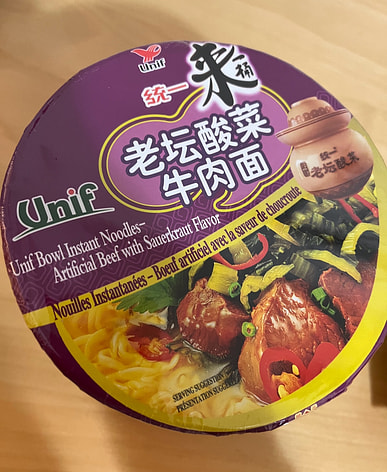 Unif
统一
来一桶
老坛酸菜
牛肉面
统一
老坛酸菜
Unif
Unif Bowl Instant Noodles–
Artificial Beef with Sauerkraut Flavor
Nouilles Instantanées – Boeuf artificiel avec la saveur de choucroute
SERVING SUGGESTION
PRÉSENTATION SUGGÉRÉE